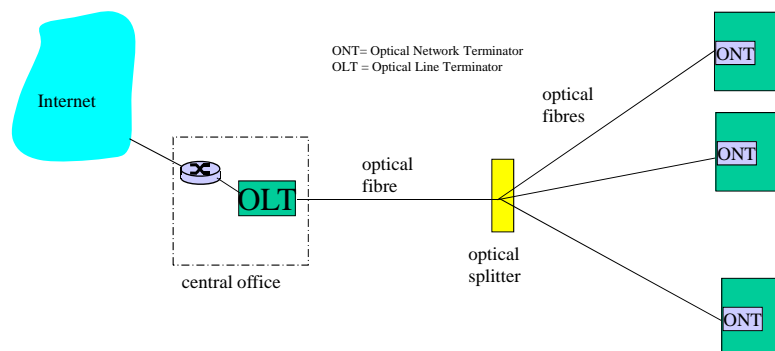 ONT= Optical Network Terminator
OLT = Optical Line Terminator
ONT
Internet
optical
fibres
ONT
optical
fibre
OLT
central office
optical
splitter
ONT